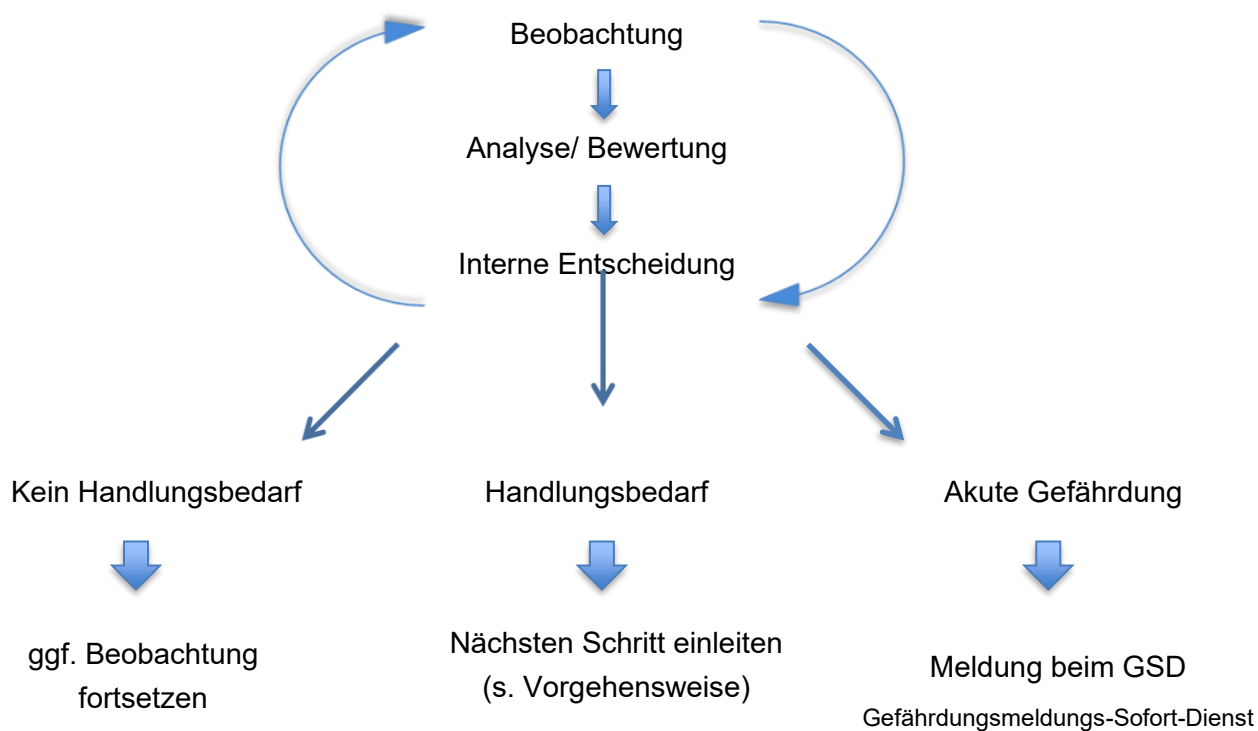 Beobachtung
Analyse/ Bewertung
Interne Entscheidung
Kein Handlungsbedarf
Handlungsbedarf
Akute Gefährdung
ggf. Beobachtung
fortsetzen
Nächsten Schritt einleiten
(s. Vorgehensweise)
Meldung beim GSD
Gefährdungsmeldungs-Sofort-Dienst